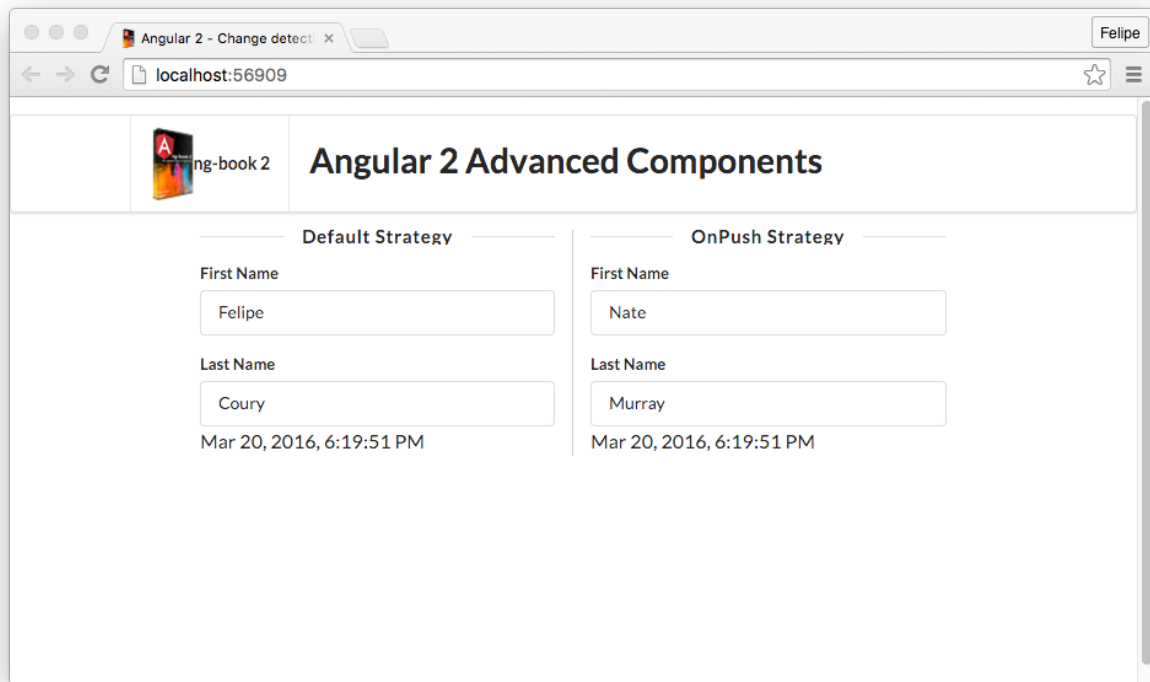 Angular 2 - Change detecti
Felipe
localhost:56909
ng-book 2
Angular 2 Advanced Components
Default Strategy
First Name
Felipe
Last Name
Coury
Mar 20, 2016, 6:19:51 PM
OnPush Strategy
First Name
Nate
Last Name
Murray
Mar 20, 2016, 6:19:51 PM